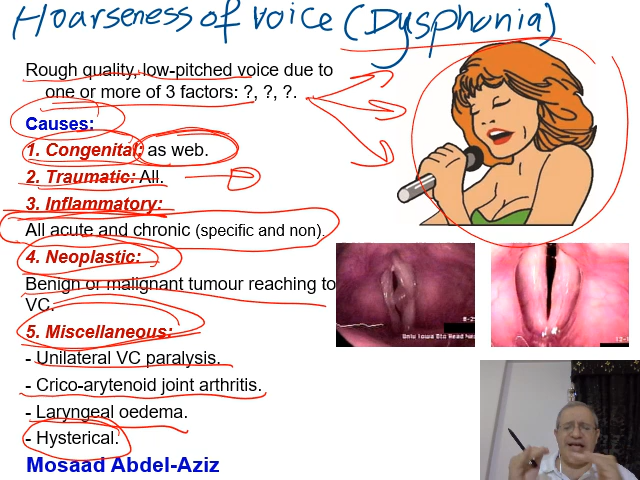 Hoarseness of voice (Dysphonia)
Rough quality, low-pitched voice due to
one or more of 3 factors: ?, ?, ?.
Causes:
1. Congenital: as web.
2. Traumatic: All.
3. Inflammatory:
All acute and chronic (specific and non).
4. Neoplastic:
Benign or malignant tumour reaching to
VC.
5. Miscellaneous:
- Unilateral VC paralysis.
- Crico-arytenoid joint arthritis.
- Laryngeal oedema.
- Hysterical.
Mosaad Abdel-Aziz